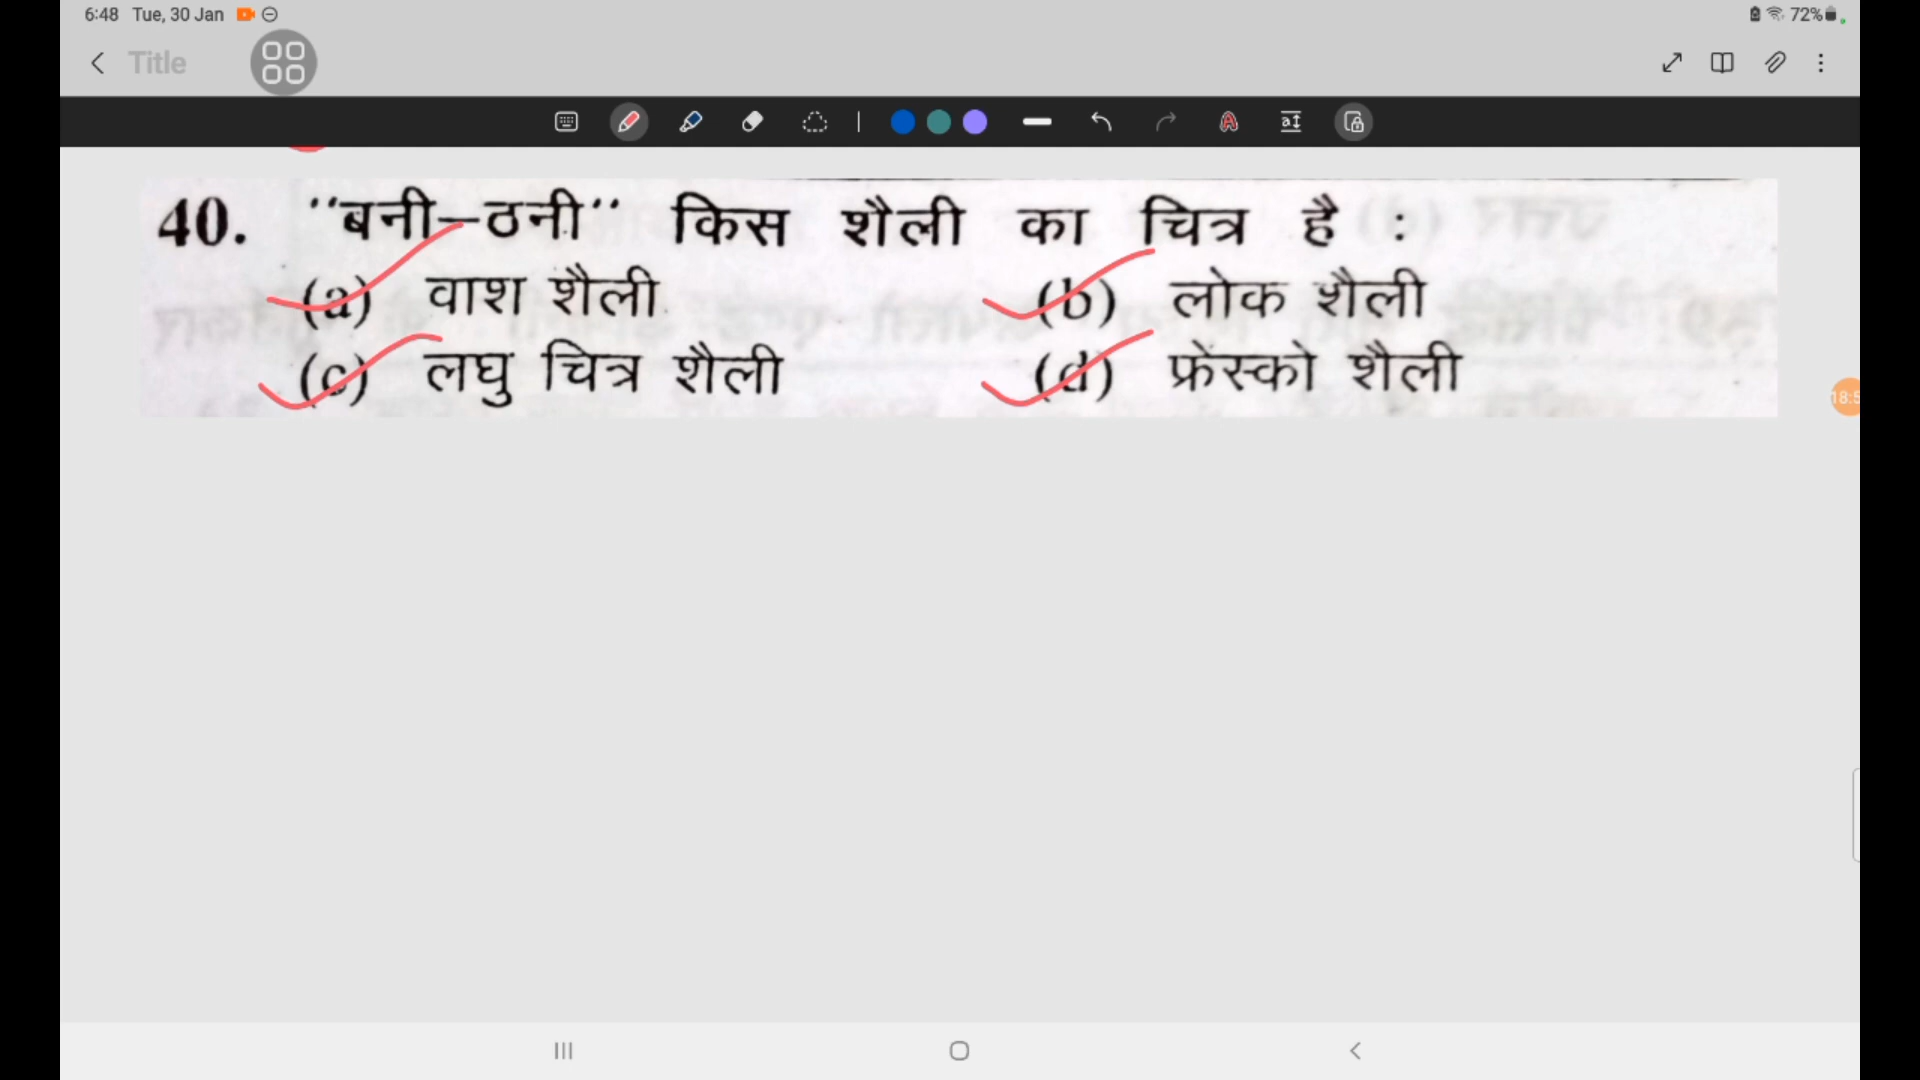 6:48 Tue, 30 Jan
72%
Title
40. "बनी–ठनी" किस शैली का चित्र है :
(a) वाश शैली (b) लोक शैली
(c) लघु चित्र शैली (d) फ्रेस्को शैली